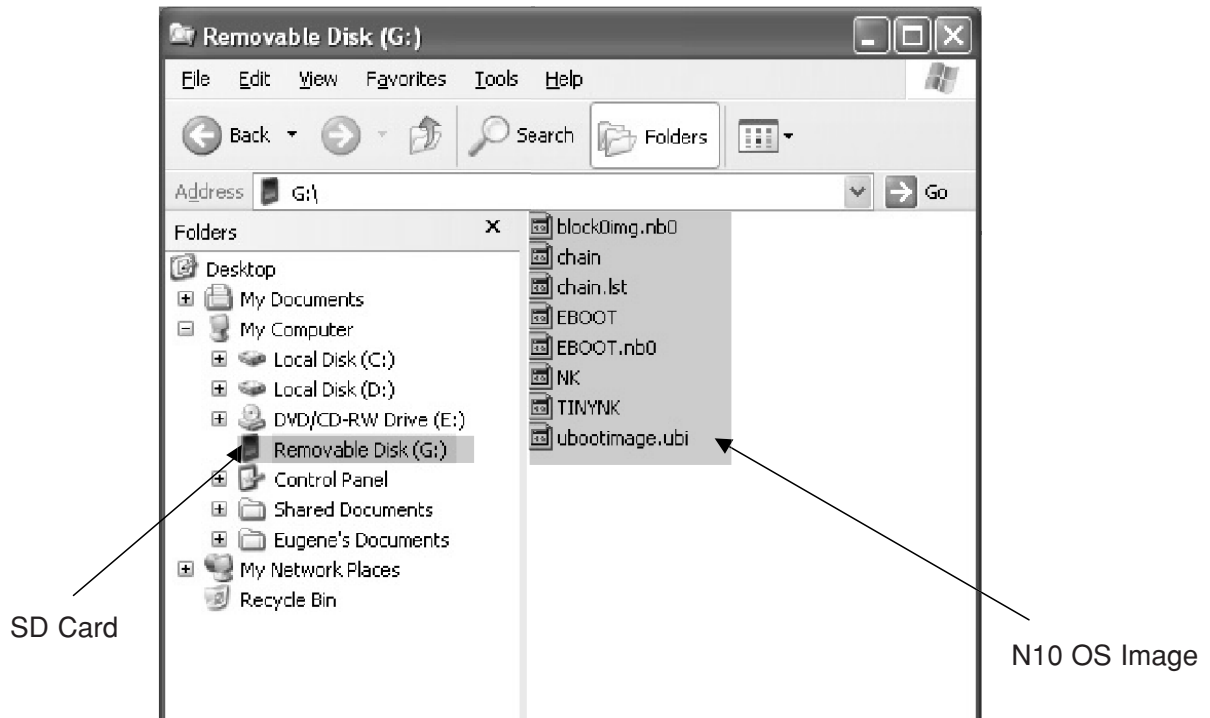 Removable Disk (G:)
File Edit View Favorites Tools Help
Back Search Folders
Address G:\ Go
Folders x
Desktop
My Documents
My Computer
Local Disk (C:)
Local Disk (D:)
DVD/CD-RW Drive (E:)
Removable Disk (G:)
Control Panel
Shared Documents
Eugene's Documents
My Network Places
Recycle Bin
block0img.nb0
chain
chain.lst
EBOOT
EBOOT.nb0
NK
TINYNK
ubootimage.ubi
SD Card
N10 OS Image